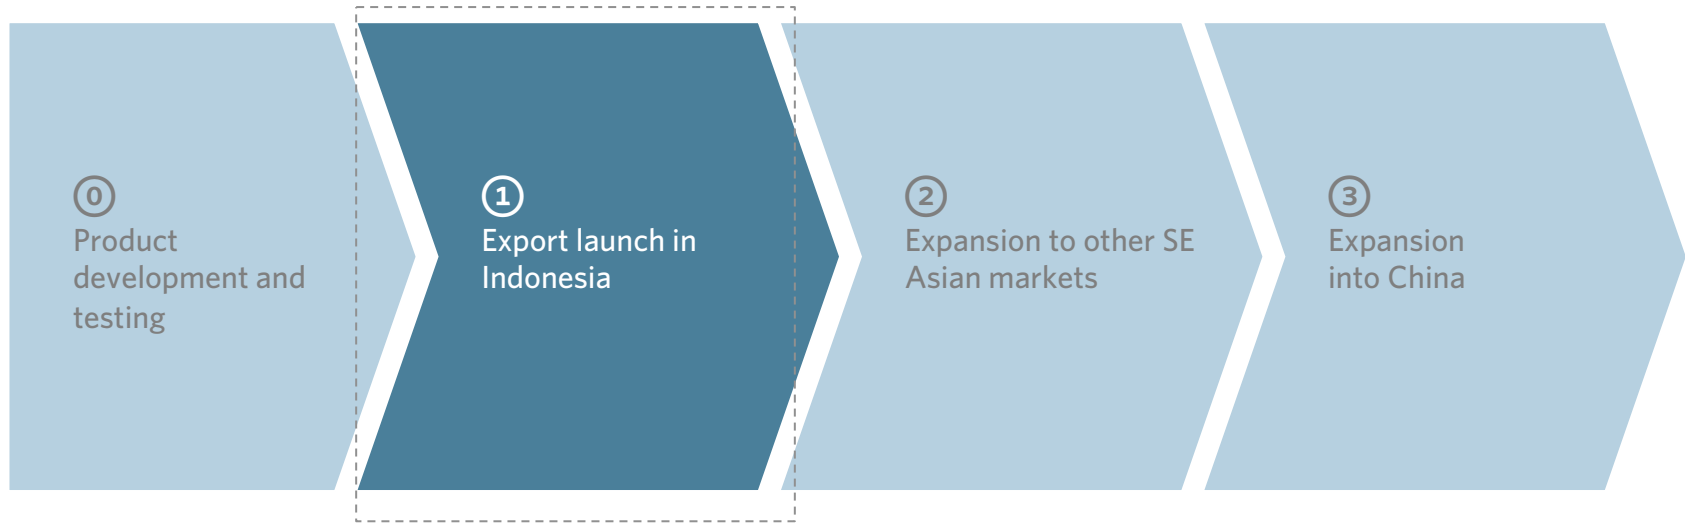 0
Product
development and
testing
1
Export launch in
Indonesia
2
Expansion to other SE
Asian markets
3
Expansion
into China